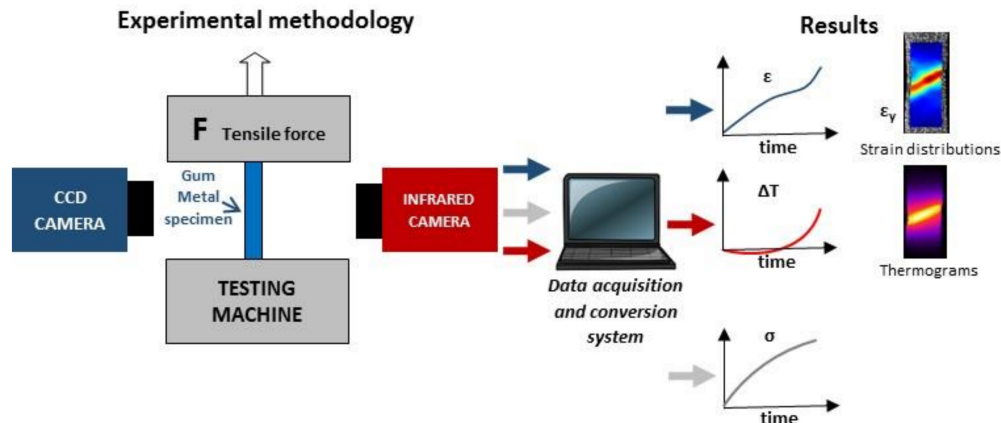 Experimental methodology
Results
F Tensile force
Gum
Metal
specimen
CCD
CAMERA
INFRARED
CAMERA
TESTING
MACHINE
Data acquisition
and conversion
system
ε
time
εy
Strain distributions
ΔT
time
Thermograms
σ
time